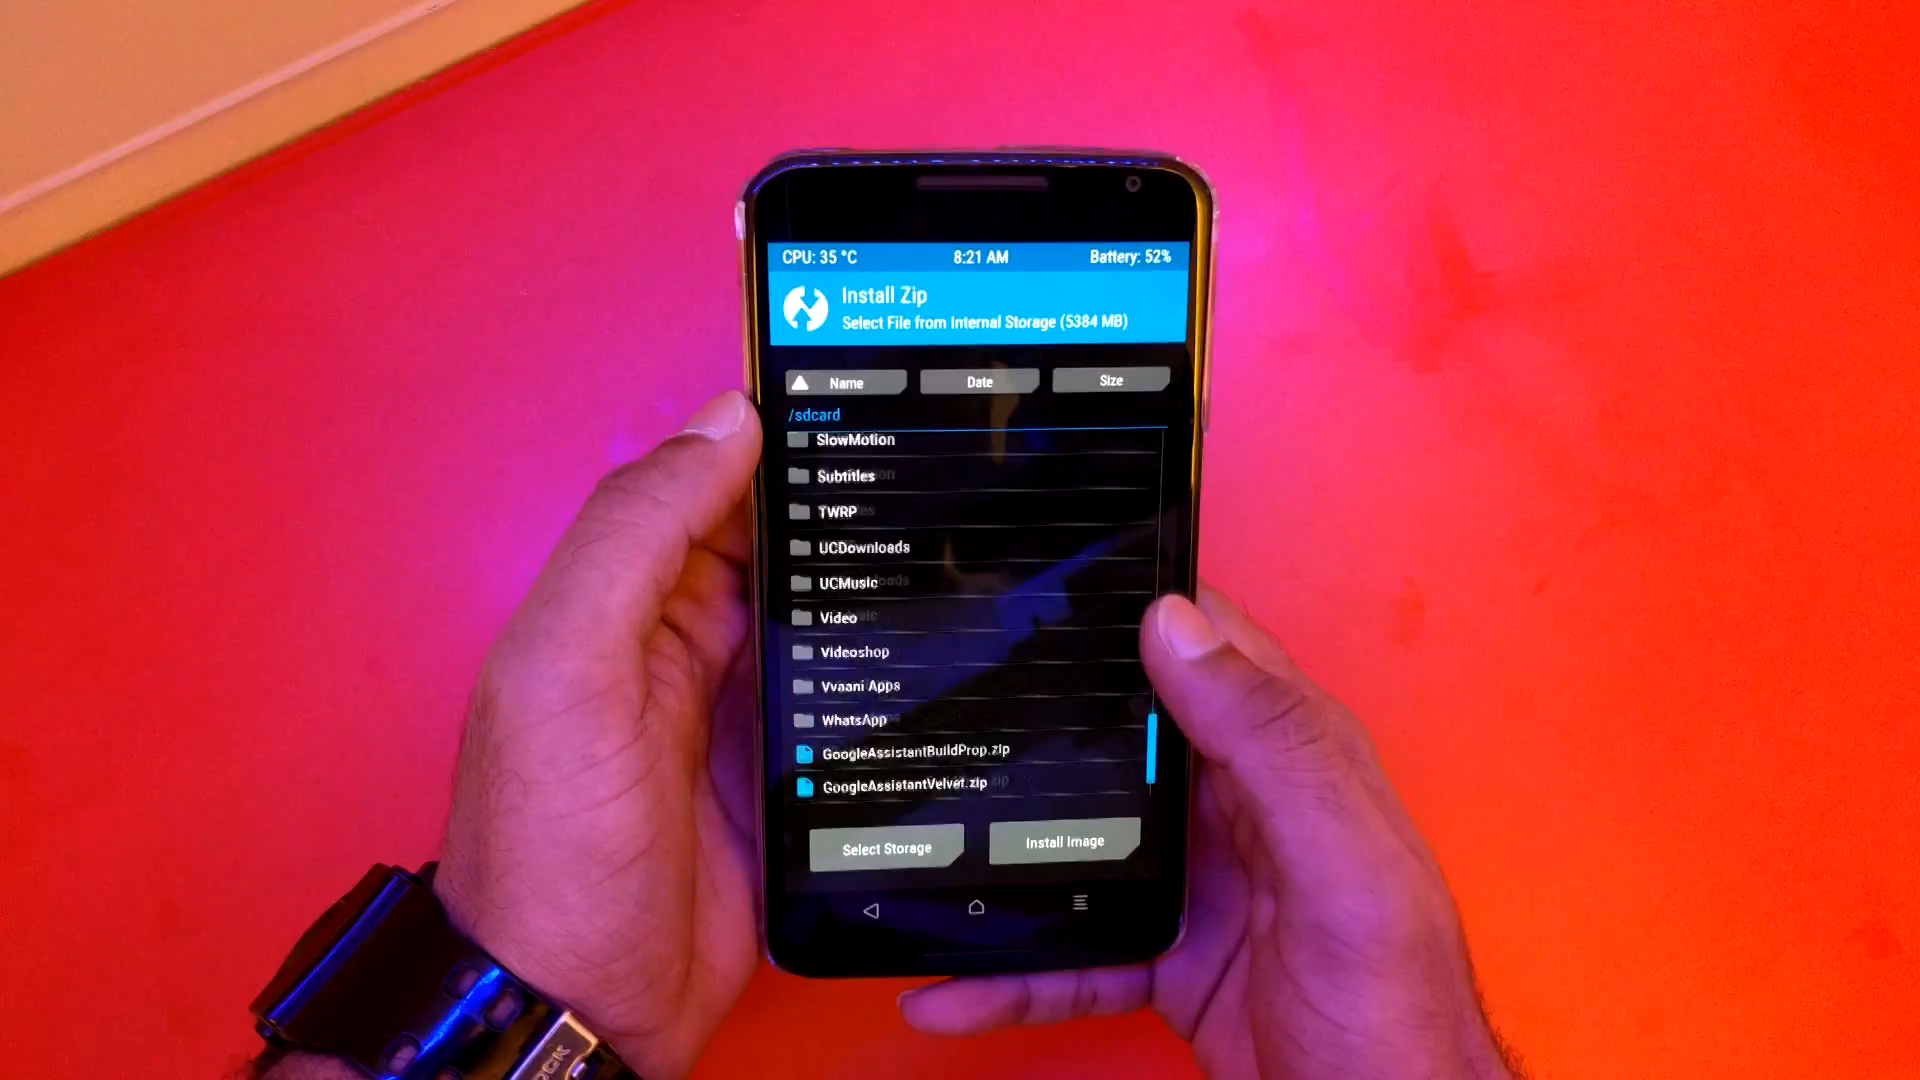 CPU: 35 °C 8:21 AM Battery: 52%
Install Zip
Select File from Internal Storage (5384 MB)
Name Date Size
/sdcard
SlowMotion
Subtitles
TWRP
UCDownloads
UCMusic
Video
Videoshop
Vvaani Apps
WhatsApp
GoogleAssistantBuildProp.zip
GoogleAssistantVelvet.zip
Select Storage Install Image